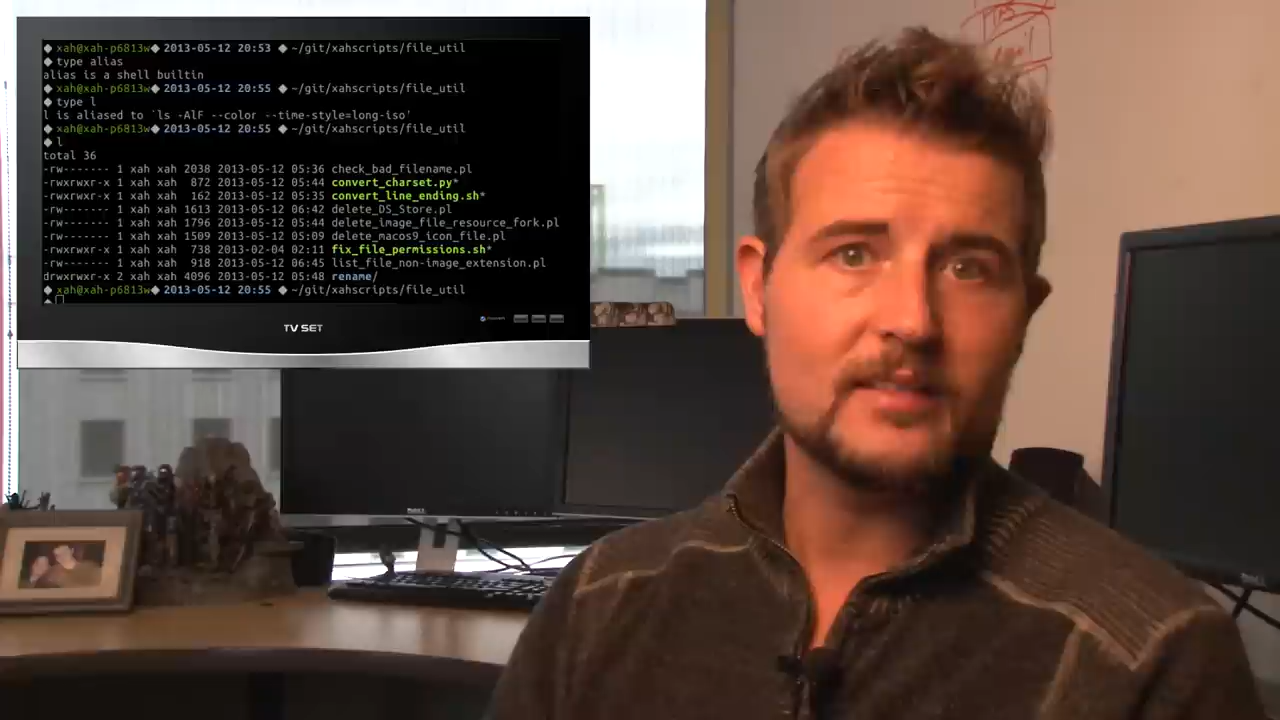 ◆ xah@xah-p6813w◆ 2013-05-12 20:53 ◆~/git/xahscripts/file_util
◆ type alias
alias is a shell builtin
◆ xah@xah-p6813w◆ 2013-05-12 20:55 ◆~/git/xahscripts/file_util
◆ type l
l is aliased to `ls -AlF --color --time-style=long-iso'
◆ xah@xah-p6813w◆ 2013-05-12 20:55 ◆~/git/xahscripts/file_util
◆ l
total 36
-rw------- 1 xah xah 2038 2013-05-12 05:36 check_bad_filename.pl
-rwxrwxr-x 1 xah xah  872 2013-05-12 05:44 convert_charset.py*
-rwxrwxr-x 1 xah xah  162 2013-05-12 05:35 convert_line_ending.sh*
-rw------- 1 xah xah 1613 2013-05-12 06:42 delete_DS_Store.pl
-rw------- 1 xah xah 1796 2013-05-12 05:44 delete_image_file_resource_fork.pl
-rw------- 1 xah xah 1509 2013-05-12 05:09 delete_macos9_icon_file.pl
-rwxrwxr-x 1 xah xah  738 2013-02-04 02:11 fix_file_permissions.sh*
-rw------- 1 xah xah  918 2013-05-12 06:45 list_file_non-image_extension.pl
drwxrwxr-x 2 xah xah 4096 2013-05-12 05:48 rename/
◆ xah@xah-p6813w◆ 2013-05-12 20:55 ◆~/git/xahscripts/file_util
TV SET
DELL